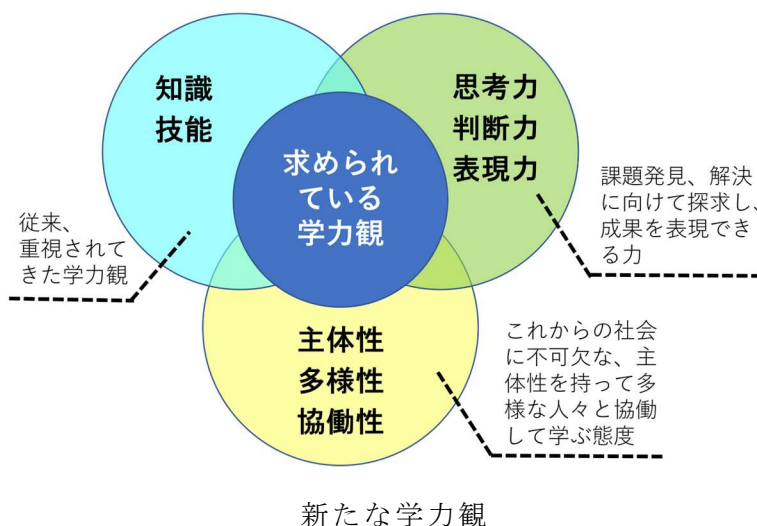 知識
技能
思考力
判断力
表現力
求められ
ている
学力観
従来、
重視されて
きた学力観
課題発見、解決
に向けて探求し、
成果を表現でき
る力
主体性
多様性
協働性
これからの社会
に不可欠な、主
体性を持って多
様な人々と協働
して学ぶ態度
新たな学力観